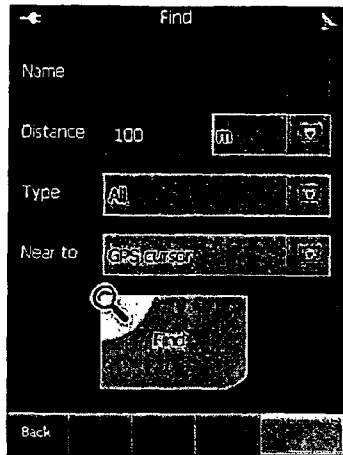 Find
Name
Distance 100 m
Type All
Near to GPS cursor
Find
Back